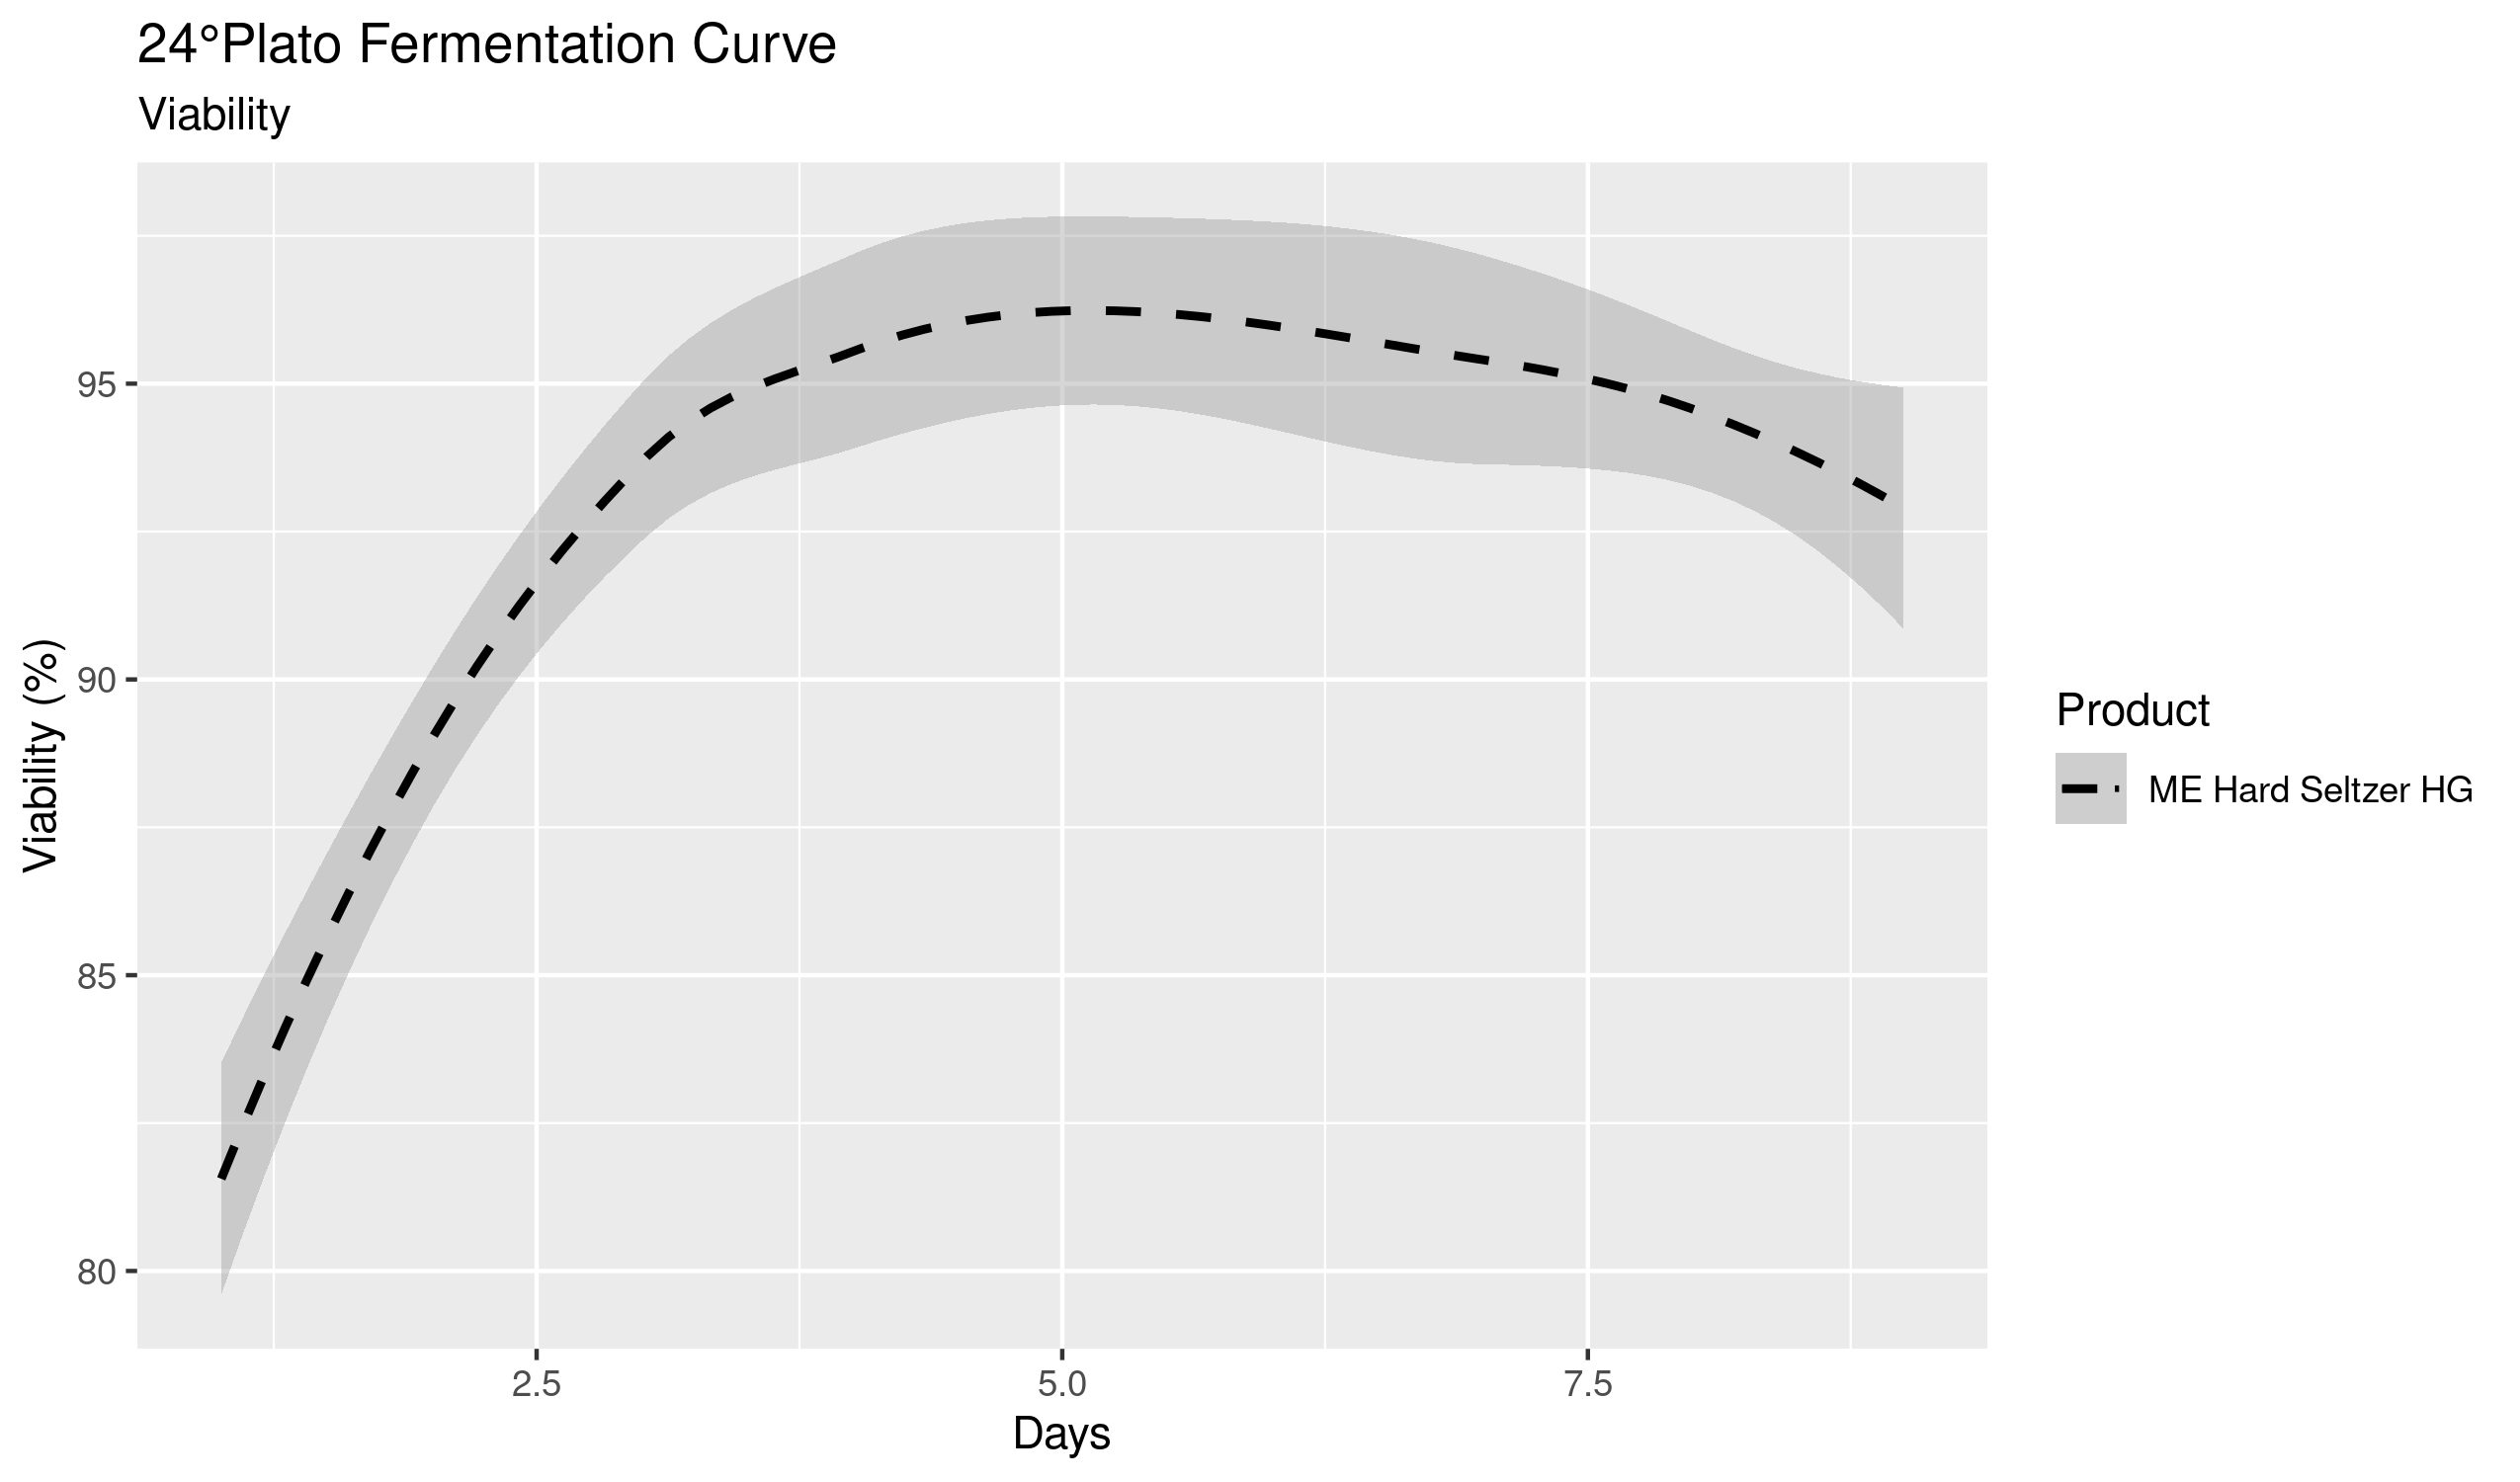 24°Plato Fermentation Curve
Viability
Viability (%)
95
90
85
80
2.5 5.0 7.5
Days
Product
ME Hard Seltzer HG